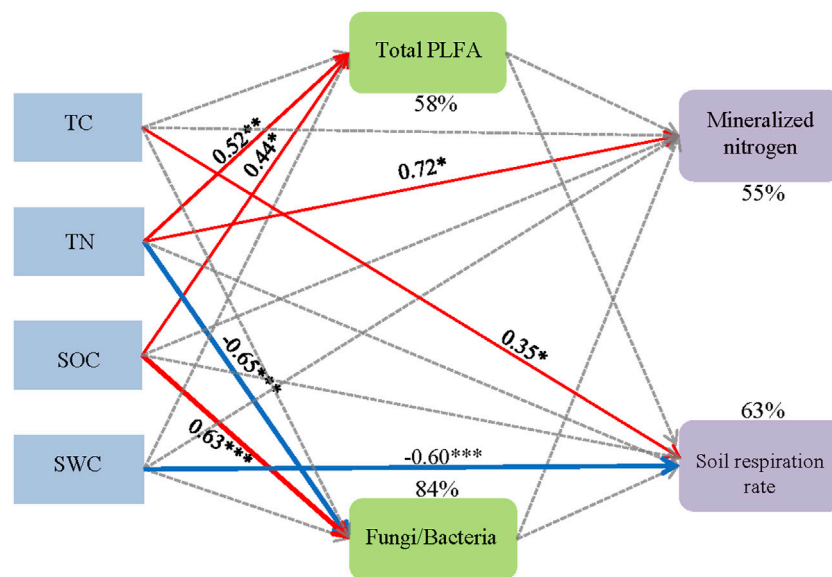 Total PLFA
58%
TC
TN
SOC
SWC
0.52**
0.44*
0.72*
-0.65***
0.63***
0.35*
-0.60***
84%
Fungi/Bacteria
Mineralized
nitrogen
55%
63%
Soil respiration
rate